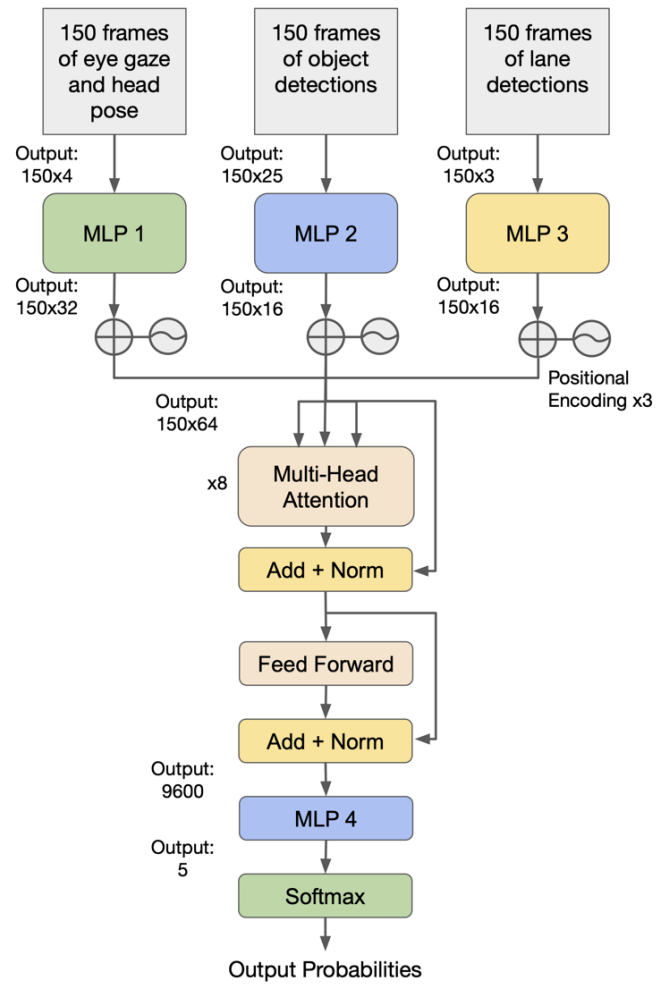 150 frames
of eye gaze
and head
pose
150 frames
of object
detections
150 frames
of lane
detections
Output:
150x4
Output:
150x25
Output:
150x3
MLP 1
MLP 2
MLP 3
Output:
150x32
Output:
150x16
Output:
150x16
Positional
Encoding x3
Output:
150x64
x8
Multi-Head
Attention
Add + Norm
Feed Forward
Add + Norm
Output:
9600
MLP 4
Output:
5
Softmax
Output Probabilities